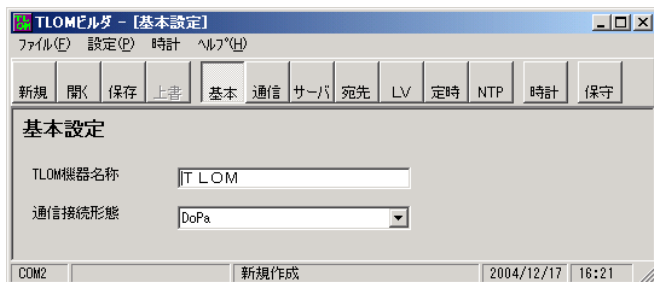 TLOMビルダ - [基本設定]
ファイル(F) 設定(P) 時計 ヘルプ(H)
新規 開く 保存 上書 基本 通信 サーバ 宛先 LV 定時 NTP 時計 保守
基本設定
TLOM機器名称 TLOM
通信接続形態 DoPa
COM2 新規作成 2004/12/17 16:21